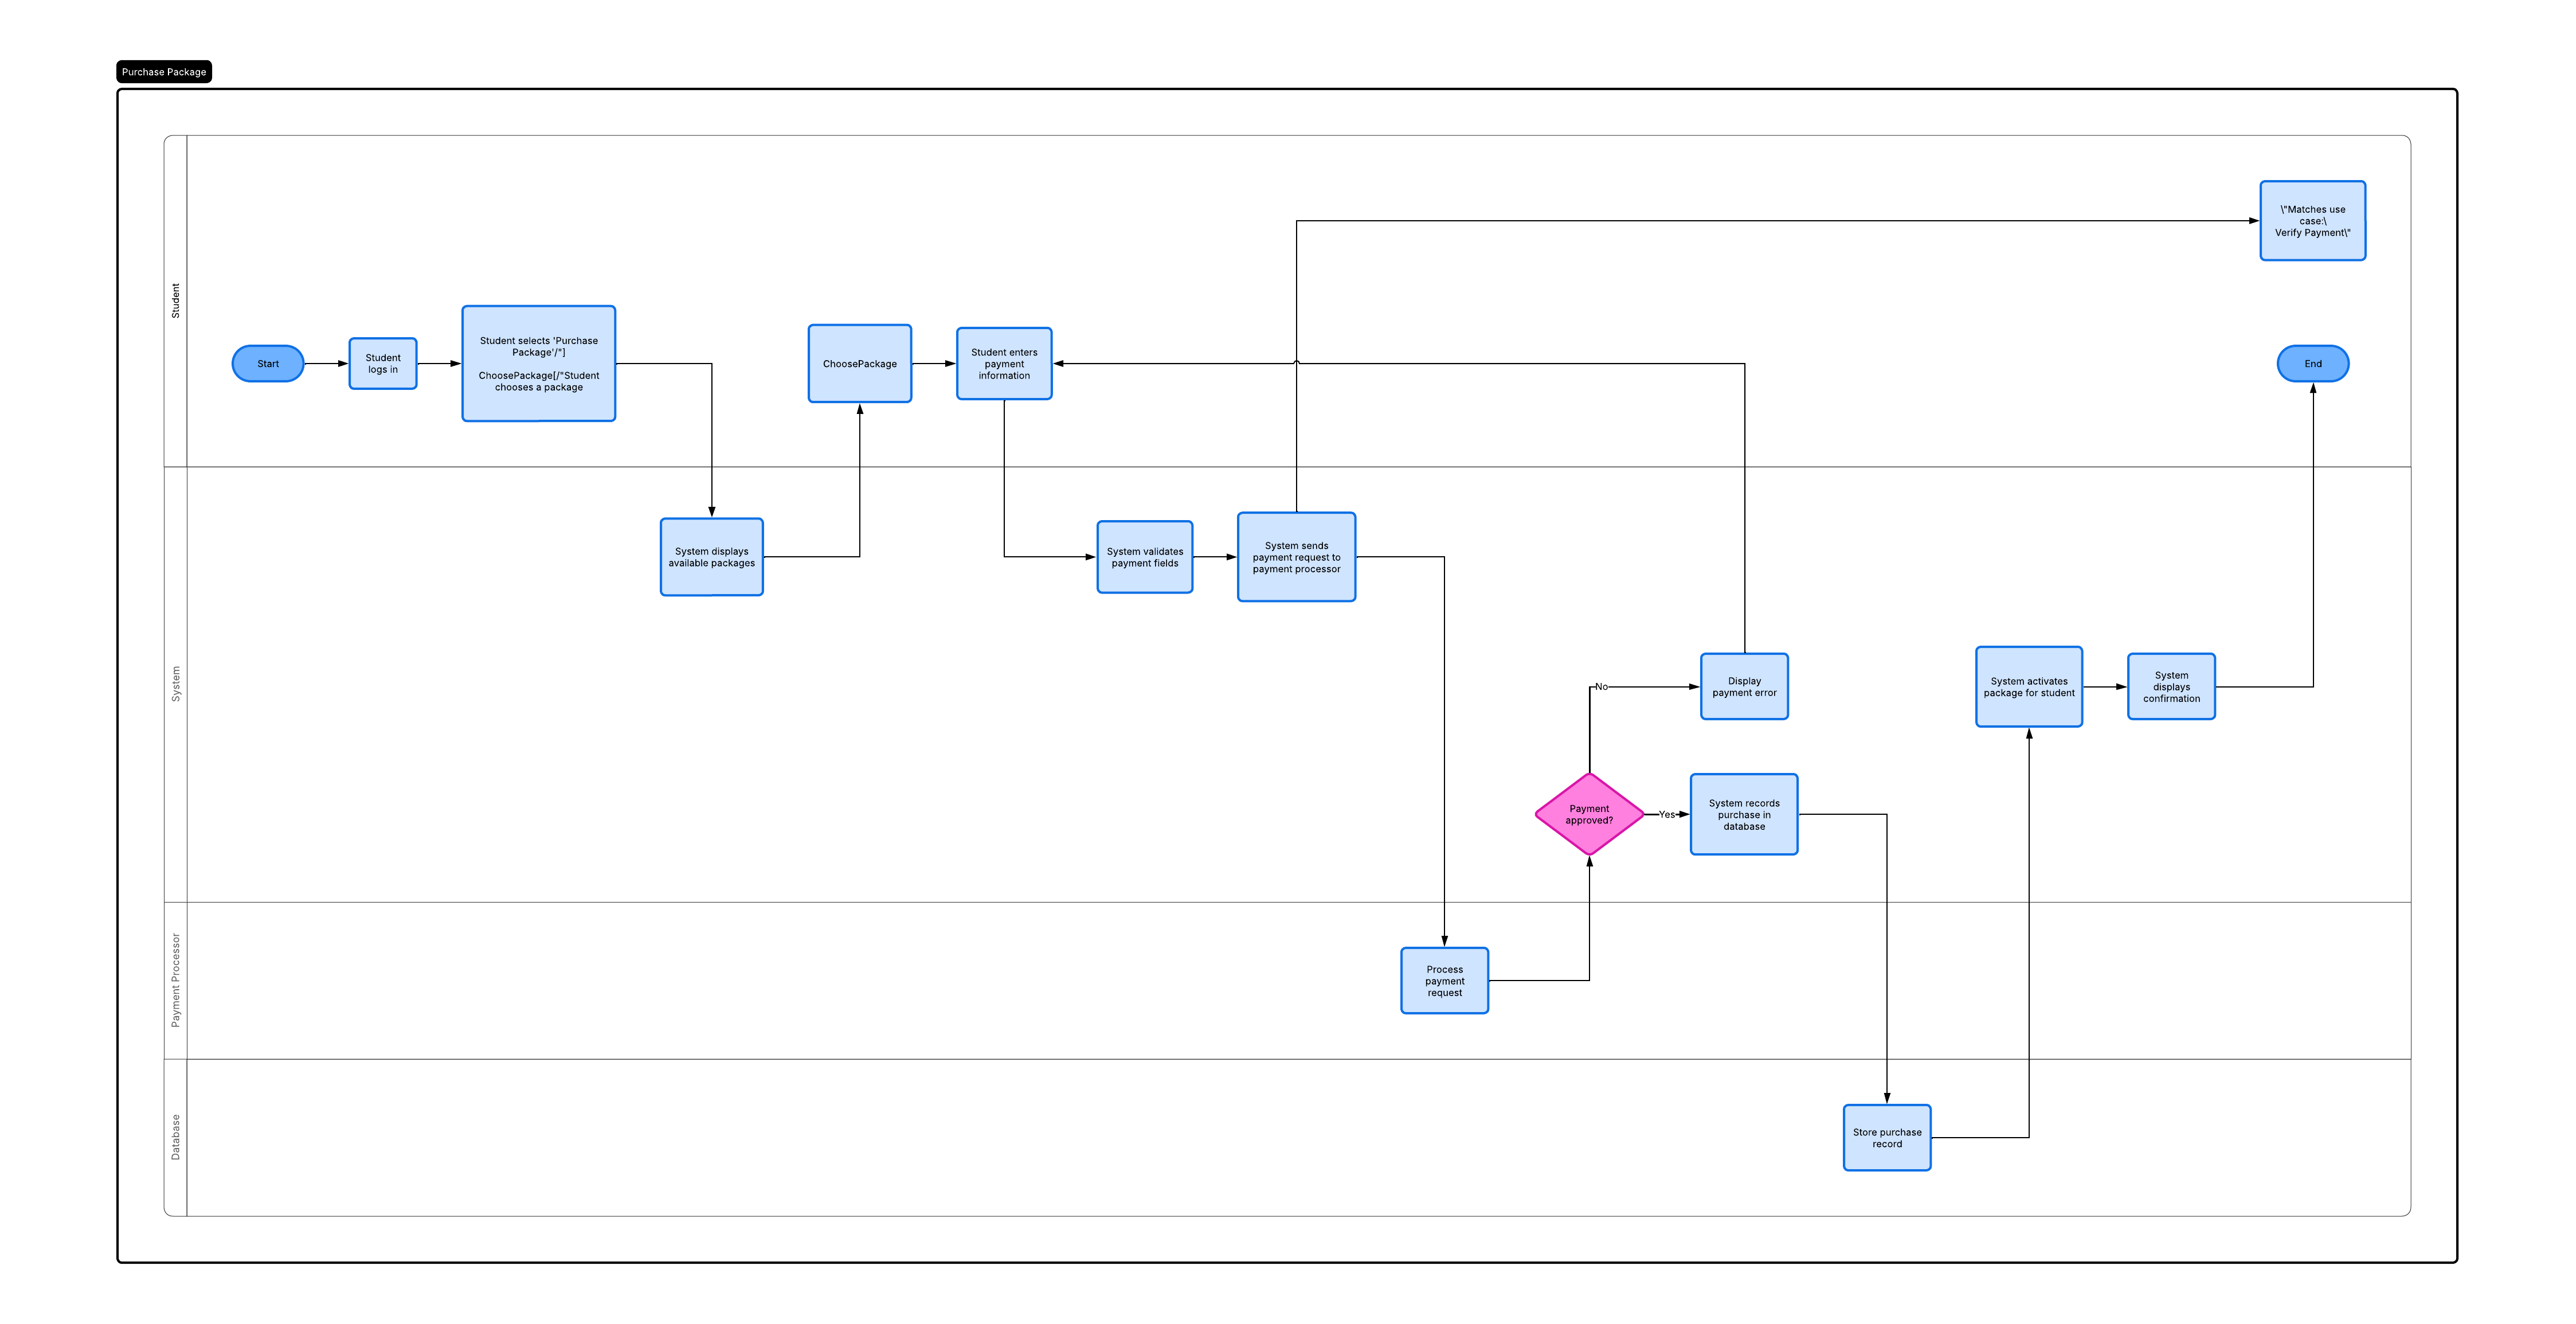 Purchase Package
Student
\"Matches use
case:\
Verify Payment\"
Start
Student
logs in
Student selects 'Purchase
Package'/"]
ChoosePackage[/"Student
chooses a package
ChoosePackage
Student enters
payment
information
End
System
System displays
available packages
System validates
payment fields
System sends
payment request to
payment processor
No
Display
payment error
System activates
package for student
System
displays
confirmation
Payment
approved?
Yes
System records
purchase in
database
Payment Processor
Process
payment
request
Database
Store purchase
record